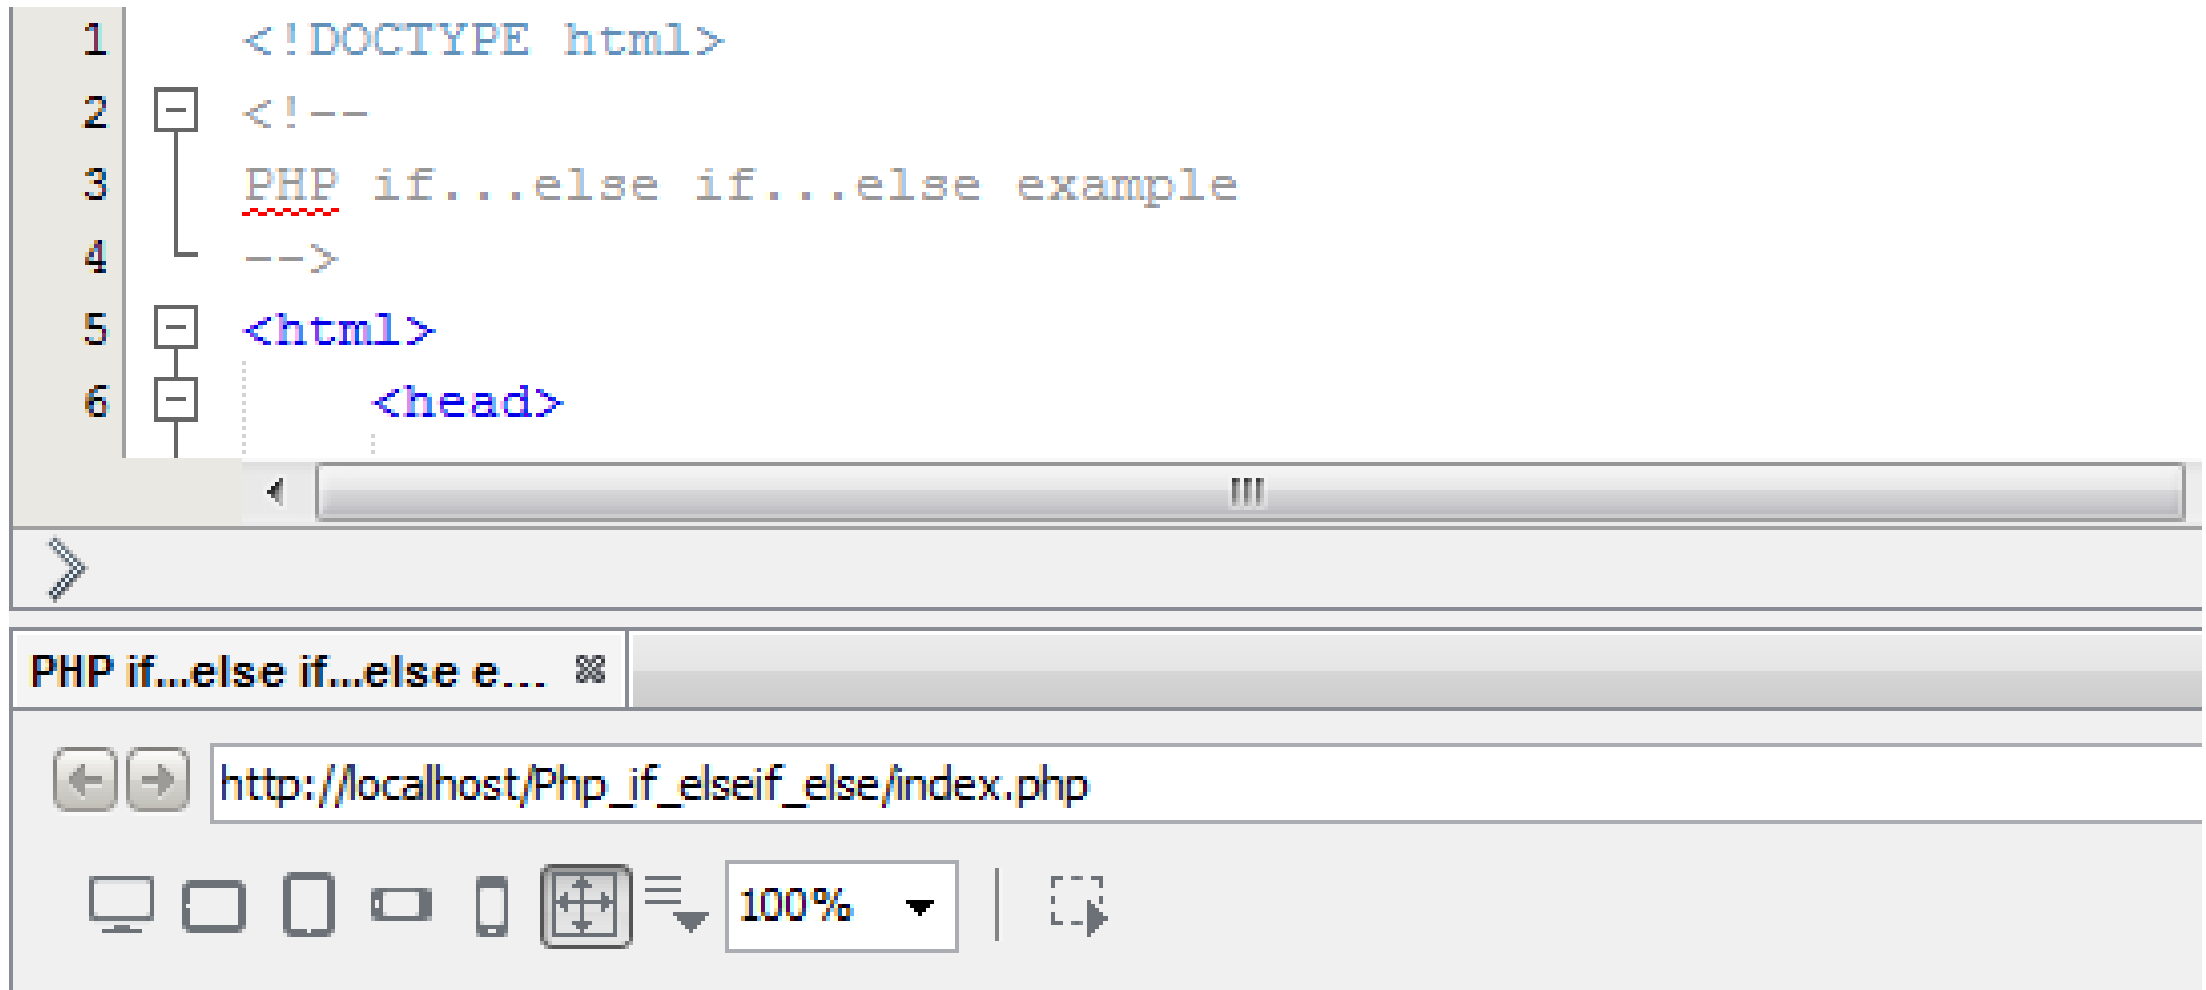 1 <!DOCTYPE html>
2 <!--
3 PHP if...else if...else example
4 -->
5 <html>
6 <head>
PHP if...else if...else e...
http://localhost/Php_if_elseif_else/index.php
100%